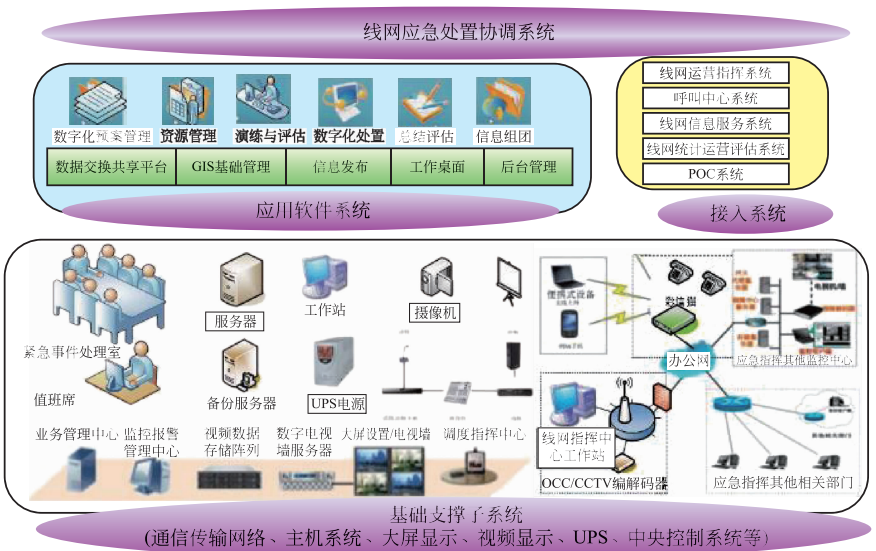 线网应急处置协调系统
数字化预案管理
资源管理
演练与评估
数字化处置
总结评估
信息组团
数据交换共享平台
GIS基础管理
信息发布
工作桌面
后台管理
应用软件系统
线网运营指挥系统
呼叫中心系统
线网信息服务系统
线网统计运营评估系统
POC系统
接入系统
紧急事件处理室
服务器
工作站
摄像机
值班席
备份服务器
UPS电源
业务管理中心
监控报警
管理中心
视频数据
存储阵列
数字电视
墙服务器
大屏设置/电视墙
调度指挥中心
便携式设备
办公网
应急指挥其他监控中心
线网指挥中
心工作站
OCC/CCTV编解码器
应急指挥其他相关部门
基础支撑子系统
(通信传输网络、主机系统、大屏显示、视频显示、UPS、中央控制系统等)